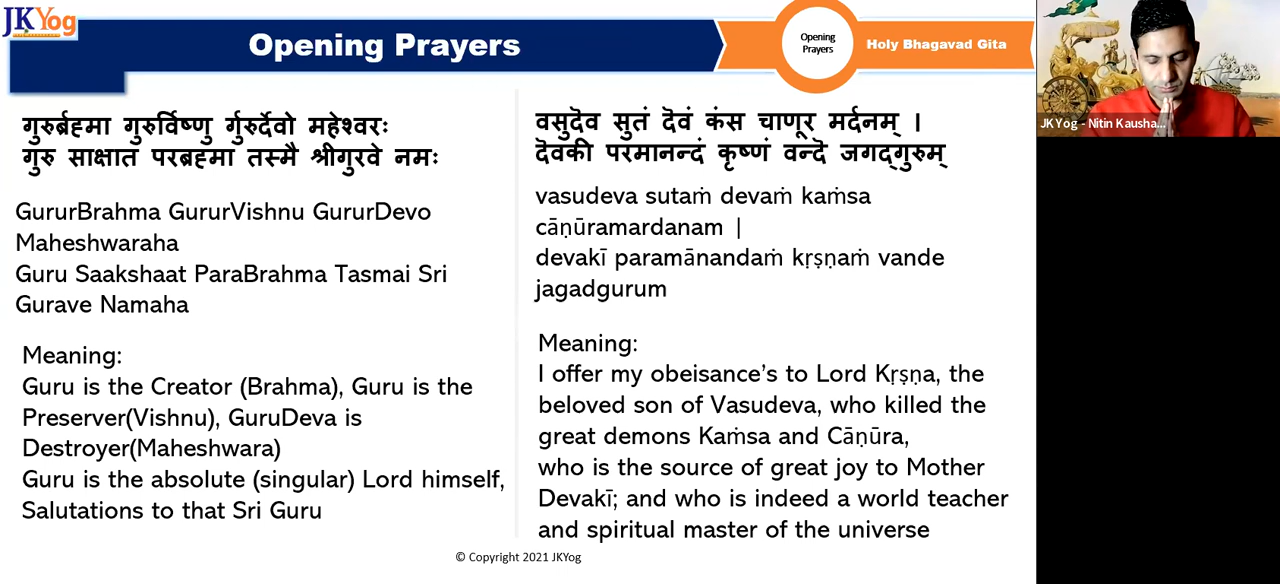 JKYog
Opening Prayers
Opening
Prayers
Holy Bhagavad Gita
JKYog - Nitin Kausha...
गुरुर्ब्रह्मा गुरुर्विष्णु र्गुरुर्देवो महेश्वरः
गुरु साक्षात परब्रह्मा तस्मै श्रीगुरवे नमः
GururBrahma GururVishnu GururDevo
Maheshwaraha
Guru Saakshaat ParaBrahma Tasmai Sri
Gurave Namaha
Meaning:
Guru is the Creator (Brahma), Guru is the
Preserver(Vishnu), GuruDeva is
Destroyer(Maheshwara)
Guru is the absolute (singular) Lord himself,
Salutations to that Sri Guru
वसुदॆव सुतं दॆवं कंस चाणूर मर्दनम् ।
दॆवकी परमानन्दं कृष्णं वन्दॆ जगद्गुरुम्
vasudeva sutaṁ devaṁ kaṁsa
cāṇūramardanam |
devakī paramānandaṁ kṛṣṇaṁ vande
jagadgurum
Meaning:
I offer my obeisance’s to Lord Kṛṣṇa, the
beloved son of Vasudeva, who killed the
great demons Kaṁsa and Cāṇūra,
who is the source of great joy to Mother
Devakī; and who is indeed a world teacher
and spiritual master of the universe
© Copyright 2021 JKYog